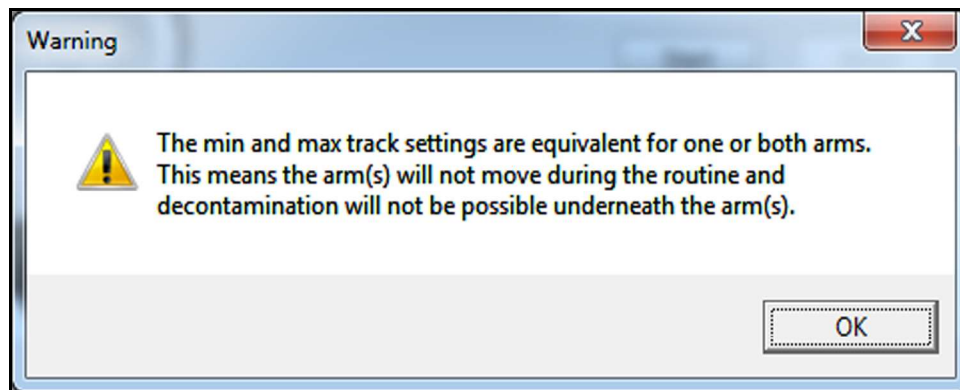 Warning
The min and max track settings are equivalent for one or both arms.
This means the arm(s) will not move during the routine and
decontamination will not be possible underneath the arm(s).
OK